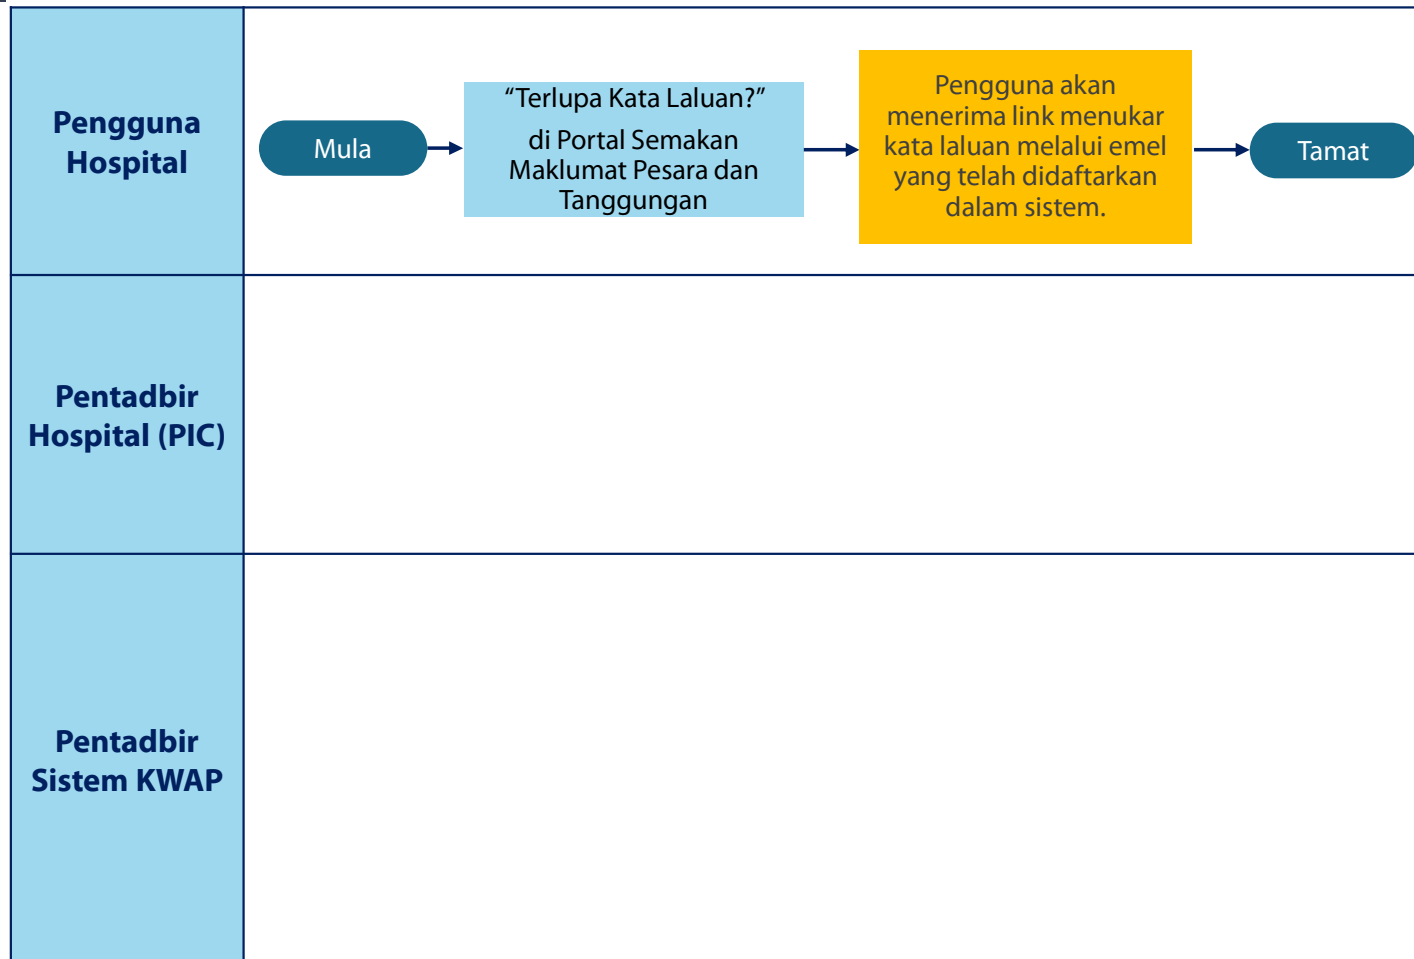 Pengguna
Hospital
Mula
“Terlupa Kata Laluan?”
di Portal Semakan
Maklumat Pesara dan
Tanggungan
Pengguna akan
menerima link menukar
kata laluan melalui emel
yang telah didaftarkan
dalam sistem.
Tamat
Pentadbir
Hospital (PIC)
Pentadbir
Sistem KWAP